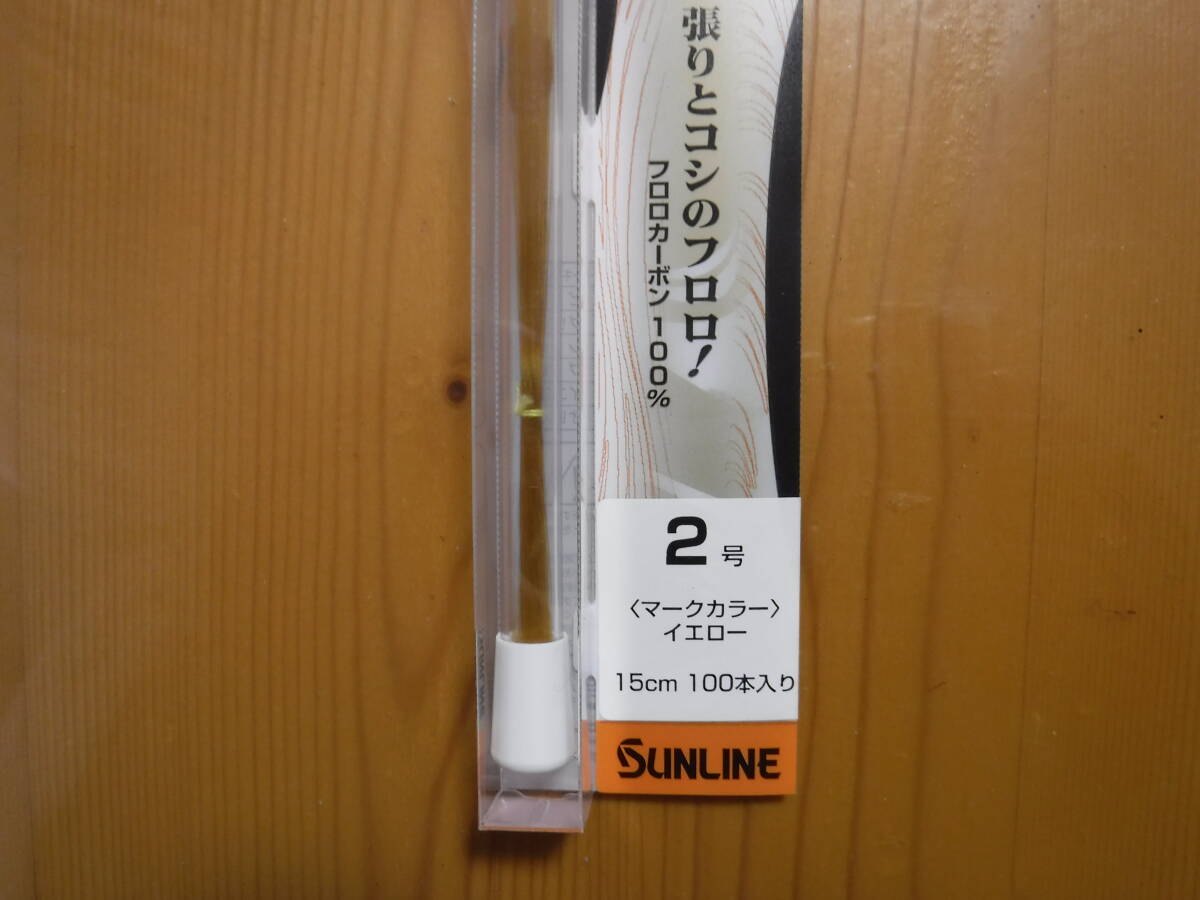 張りとコシのフロロ!
フロロカーボン100%
2号
〈マークカラー〉
イエロー
15cm 100本入り
SUNLINE